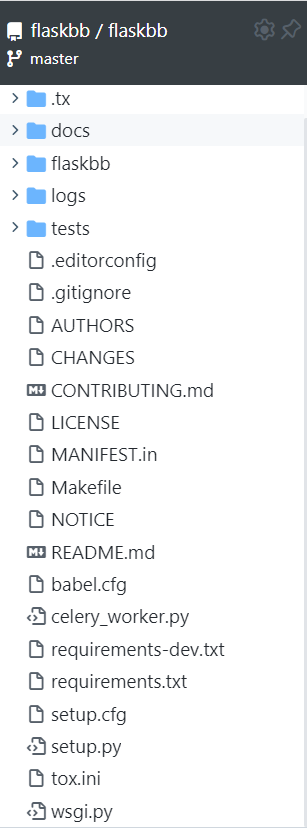 flaskbb / flaskbb
master
.tx
docs
flaskbb
logs
tests
.editorconfig
.gitignore
AUTHORS
CHANGES
CONTRIBUTING.md
LICENSE
MANIFEST.in
Makefile
NOTICE
README.md
babel.cfg
celery_worker.py
requirements-dev.txt
requirements.txt
setup.cfg
setup.py
tox.ini
wsgi.py